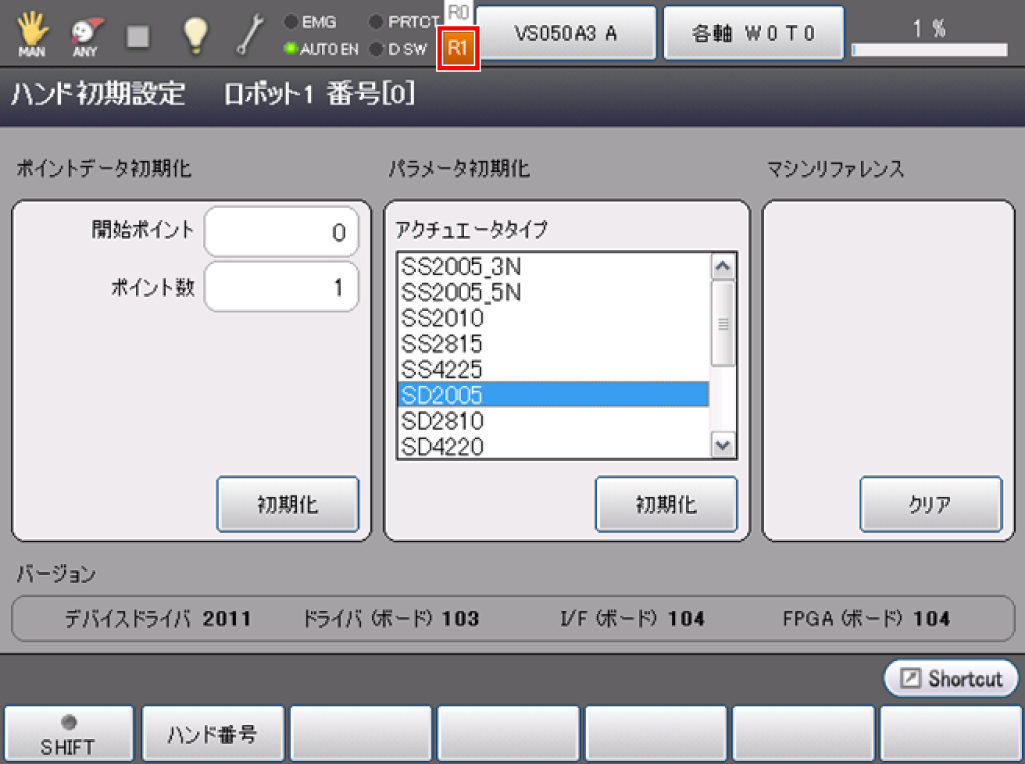 MAN
ANY
EMG
AUTO EN
PRTCT
D SW
R0
R1
VS050A3 A
各軸 W0T0
1 %
ハンド初期設定 ロボット1 番号[0]
ポイントデータ初期化
開始ポイント 0
ポイント数 1
初期化
パラメータ初期化
アクチュエータタイプ
SS2005_3N
SS2005_5N
SS2010
SS2815
SS4225
SD2005
SD2810
SD4220
初期化
マシンリファレンス
クリア
バージョン
デバイスドライバ 2011 ドライバ (ボード) 103 I/F (ボード) 104 FPGA (ボード) 104
Shortcut
SHIFT
ハンド番号